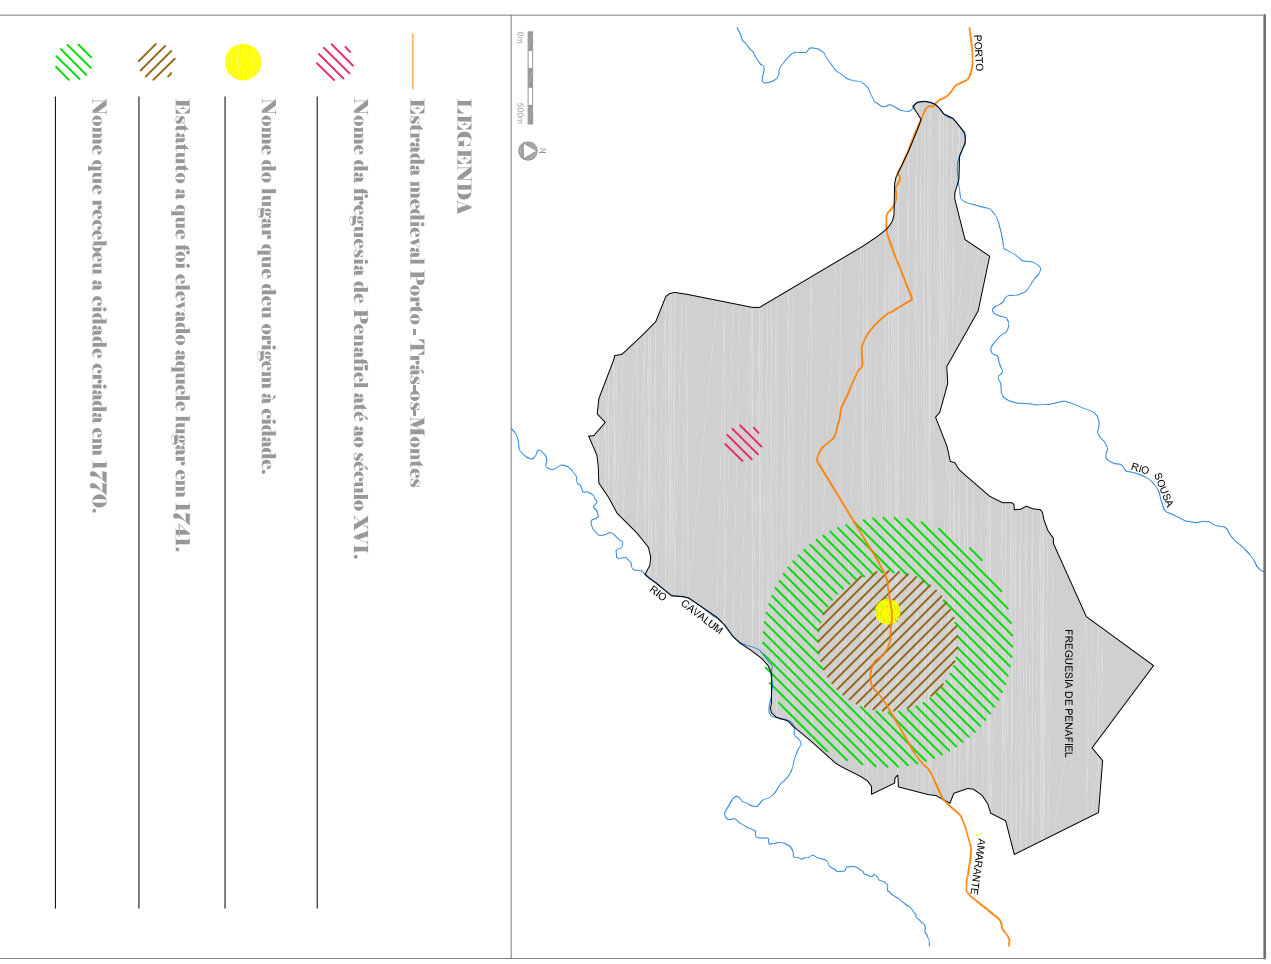 PORTO
RIO SOUSA
FREGUESIA DE PENAFIEL
RIO CAVALUM
AMARANTE
0m 500m
N
LEGENDA
Estrada medieval Porto - Trás-os-Montes
Nome da freguesia de Penafiel até ao século XVI.
Nome do lugar que deu origem à cidade.
Estatuto a que foi elevado aquele lugar em 1741.
Nome que recebeu a cidade criada em 1770.